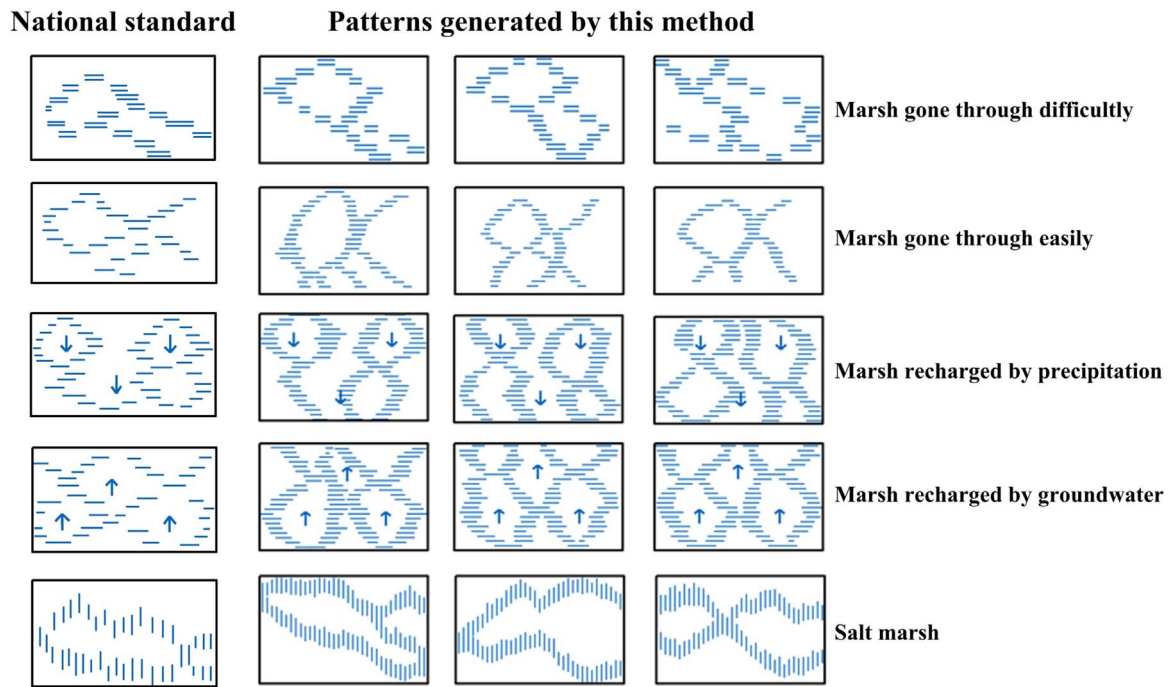 National standard
Patterns generated by this method
Marsh gone through difficultly
Marsh gone through easily
Marsh recharged by precipitation
Marsh recharged by groundwater
Salt marsh